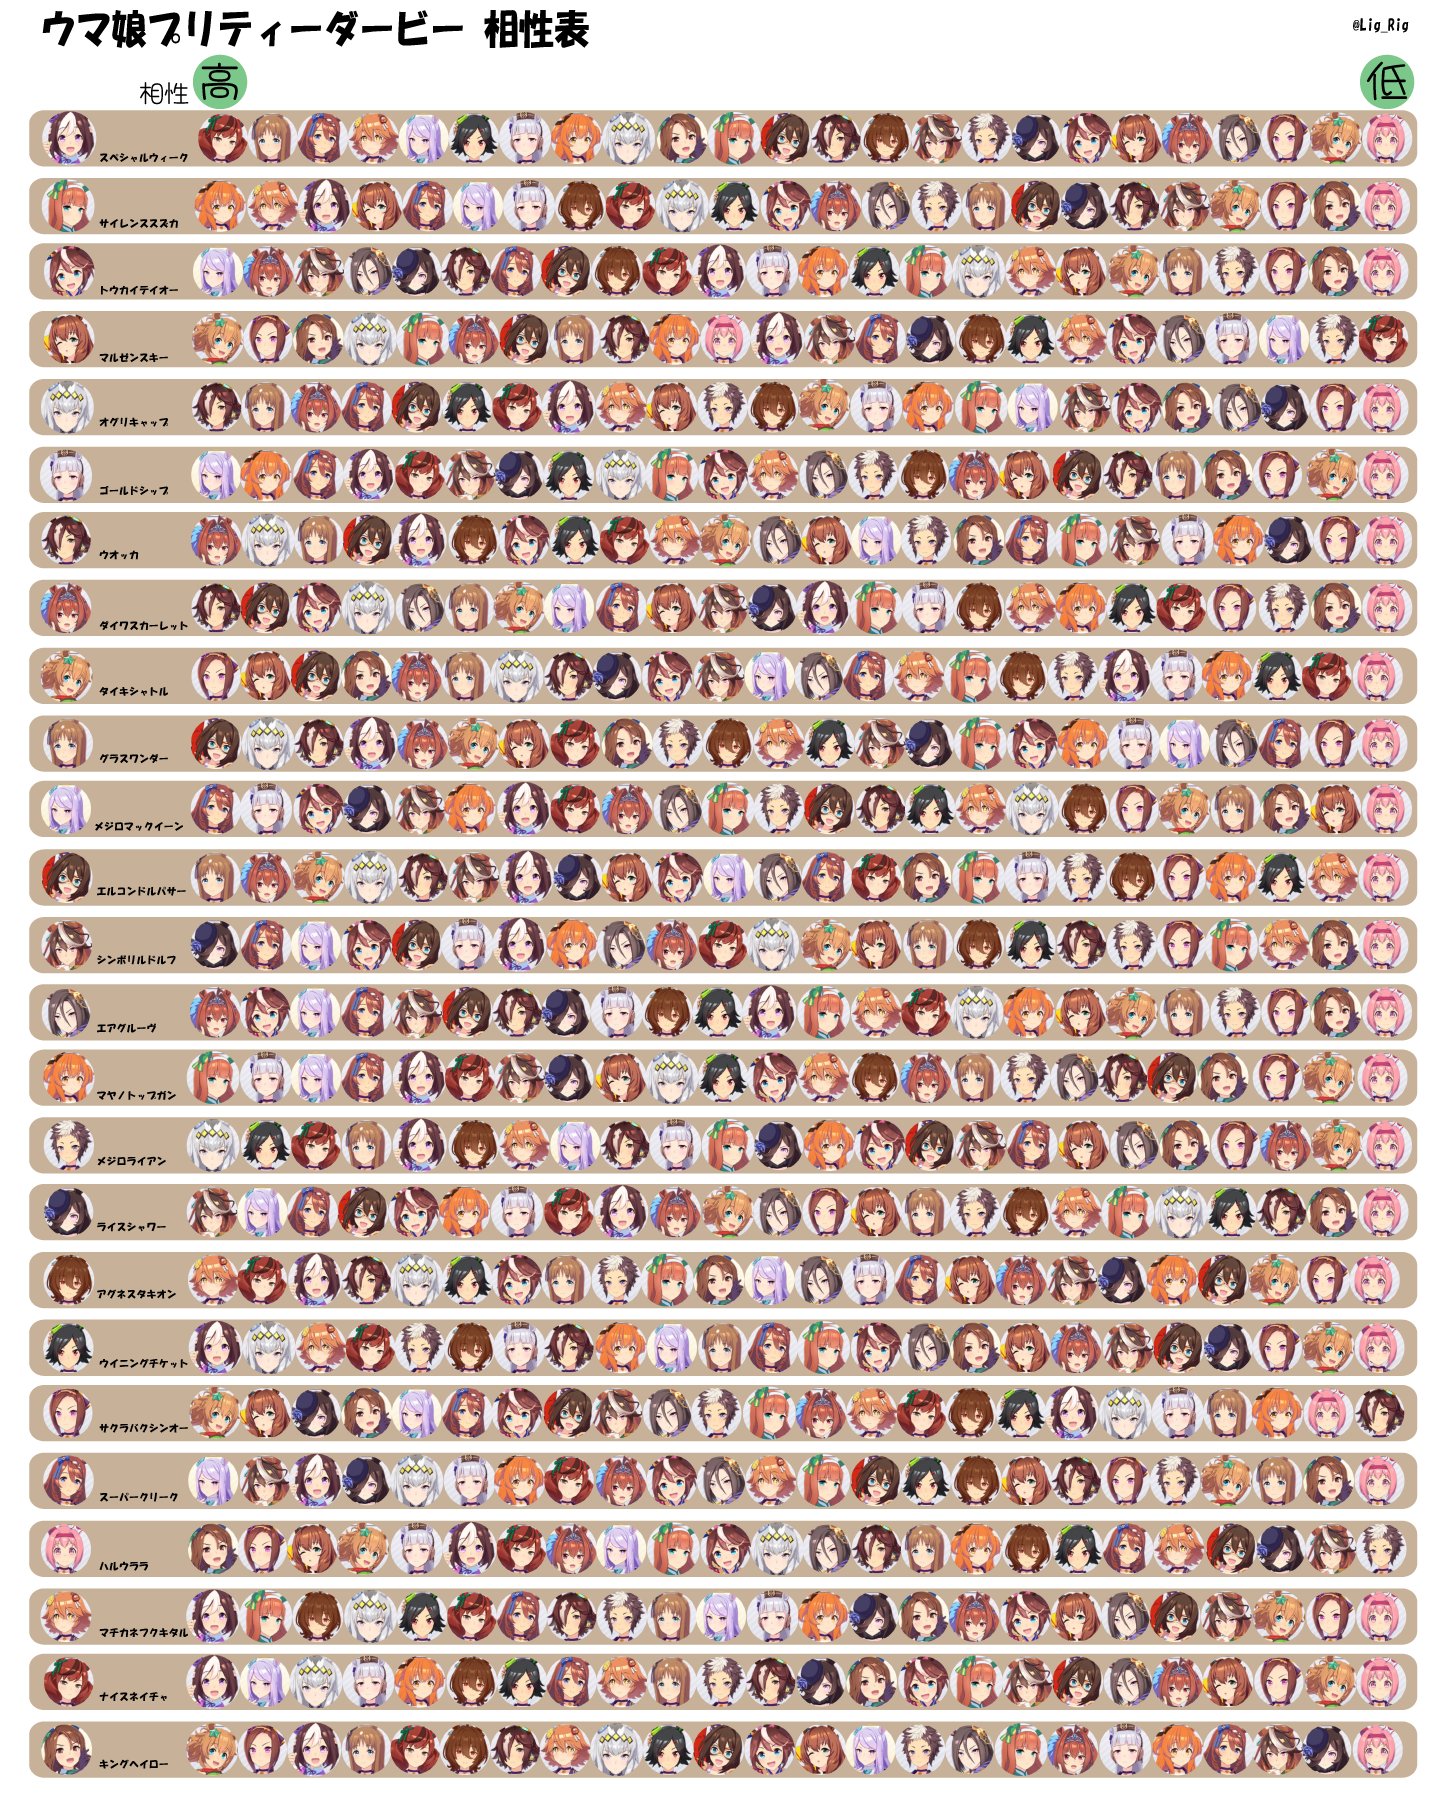 ウマ娘プリティーダービー 相性表
@Lig_Rig
相性 高
低
スペシャルウィーク
サイレンススズカ
トウカイテイオー
マルゼンスキー
オグリキャップ
ゴールドシップ
ウオッカ
ダイワスカーレット
タイキシャトル
グラスワンダー
メジロマックイーン
エルコンドルパサー
シンボリルドルフ
エアグルーヴ
マヤノトップガン
メジロライアン
ライスシャワー
アグネスタキオン
ウイニングチケット
サクラバクシンオー
スーパークリーク
ハルウララ
マチカネフクキタル
ナイスネイチャ
キングヘイロー